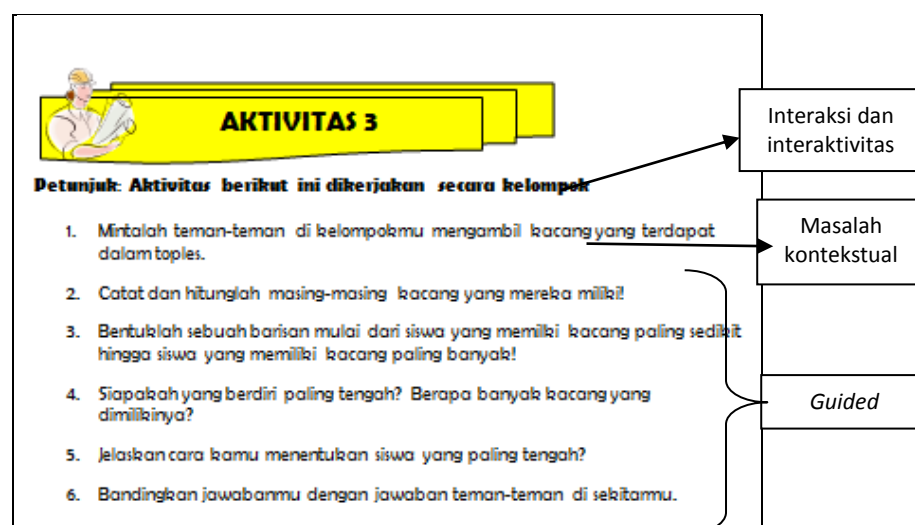 AKTIVITAS 3
Petunjuk: Aktivitas berikut ini dikerjakan secara kelompok
1. Mintalah teman-teman di kelompokmu mengambil kacang yang terdapat
dalam toples.
2. Catat dan hitunglah masing-masing kacang yang mereka miliki!
3. Bentuklah sebuah barisan mulai dari siswa yang memilki kacang paling sedikit
hingga siswa yang memiliki kacang paling banyak!
4. Siapakah yang berdiri paling tengah? Berapa banyak kacang yang
dimilikinya?
5. Jelaskan cara kamu menentukan siswa yang paling tengah?
6. Bandingkan jawabanmu dengan jawaban teman-teman di sekitarmu.
Interaksi dan
interaktivitas
Masalah
kontekstual
Guided